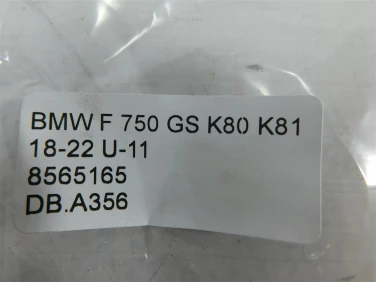 BMW F 750 GS K80 K81
18-22 U-11
8565165
DB.A356